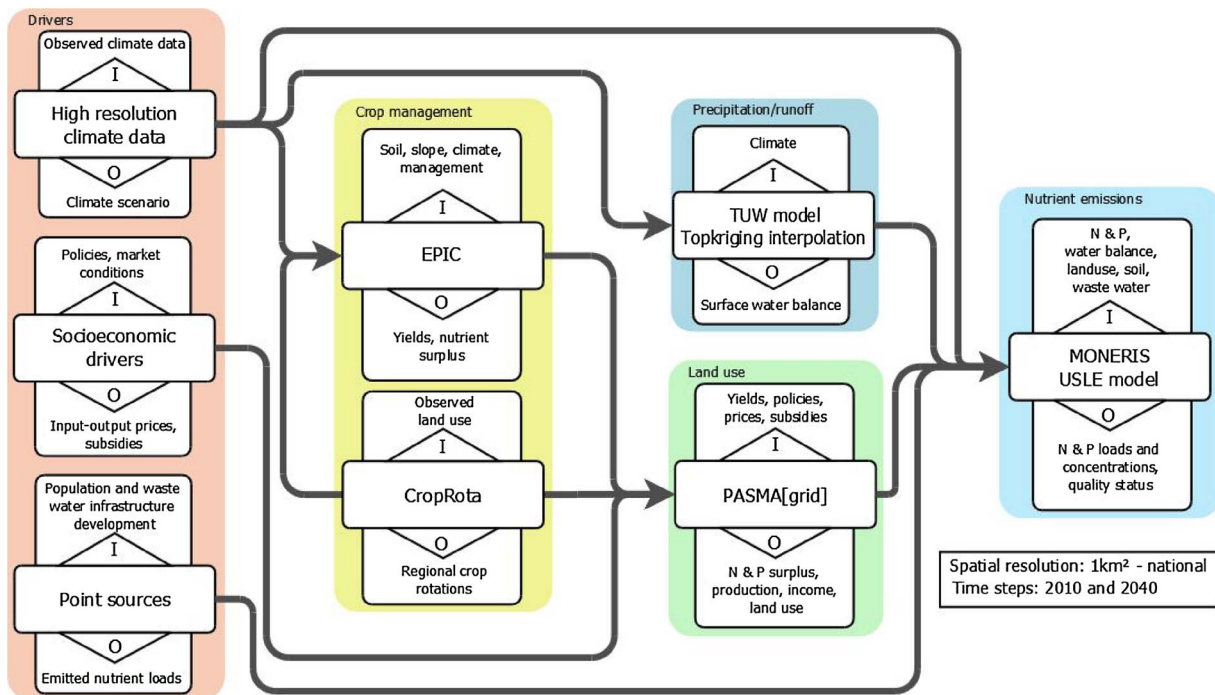 Drivers
Observed climate data
I
High resolution
climate data
O
Climate scenario
Policies, market
conditions
I
Socioeconomic
drivers
O
Input-output prices,
subsidies
Population and waste
water infrastructure
development
I
Point sources
O
Emitted nutrient loads
Crop management
Soil, slope, climate,
management
I
EPIC
O
Yields, nutrient
surplus
Observed
land use
I
CropRota
O
Regional crop
rotations
Precipitation/runoff
Climate
I
TUW model
Topkriging interpolation
O
Surface water balance
Land use
Yields, policies,
prices, subsidies
I
PASMA[grid]
O
N & P surplus,
production, income,
land use
Nutrient emissions
N & P,
water balance,
landuse, soil,
waste water
I
MONERIS
USLE model
O
N & P loads and
concentrations,
quality status
Spatial resolution: 1km² - national
Time steps: 2010 and 2040